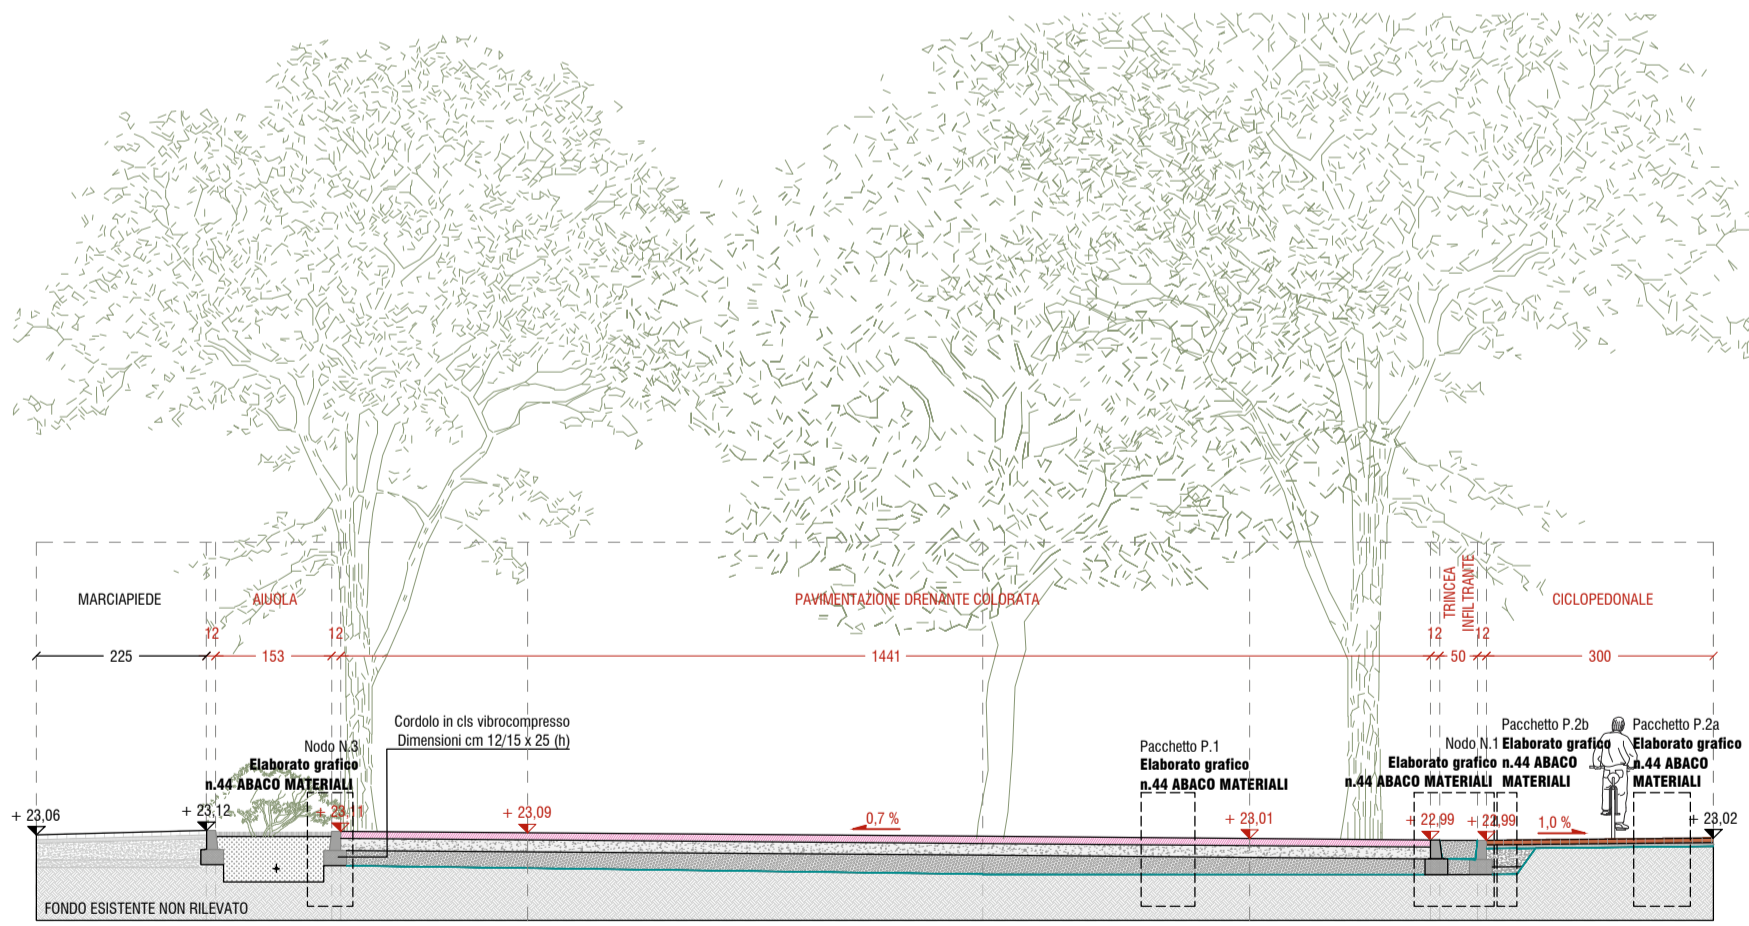 MARCIAPIEDE
AIUOLA
PAVIMENTAZIONE DRENANTE COLORATA
TRINCEA
INFILTRANTE
CICLOPEDONALE
12
12
12
12
225
153
1441
50
300
Cordolo in cls vibrocompresso
Dimensioni cm 12/15 x 25 (h)
Nodo N.3
Elaborato grafico
n.44 ABACO MATERIALI
Pacchetto P.1
Elaborato grafico
n.44 ABACO MATERIALI
Nodo N.1
Elaborato grafico
n.44 ABACO MATERIALI
Pacchetto P.2b
Elaborato grafico
n.44 ABACO
MATERIALI
Pacchetto P.2a
Elaborato grafico
n.44 ABACO
MATERIALI
+ 23,06
+ 23,12
+ 23,11
+ 23,09
0,7 %
+ 23,01
+ 22,99
+ 22,99
1,0 %
+ 23,02
FONDO ESISTENTE NON RILEVATO